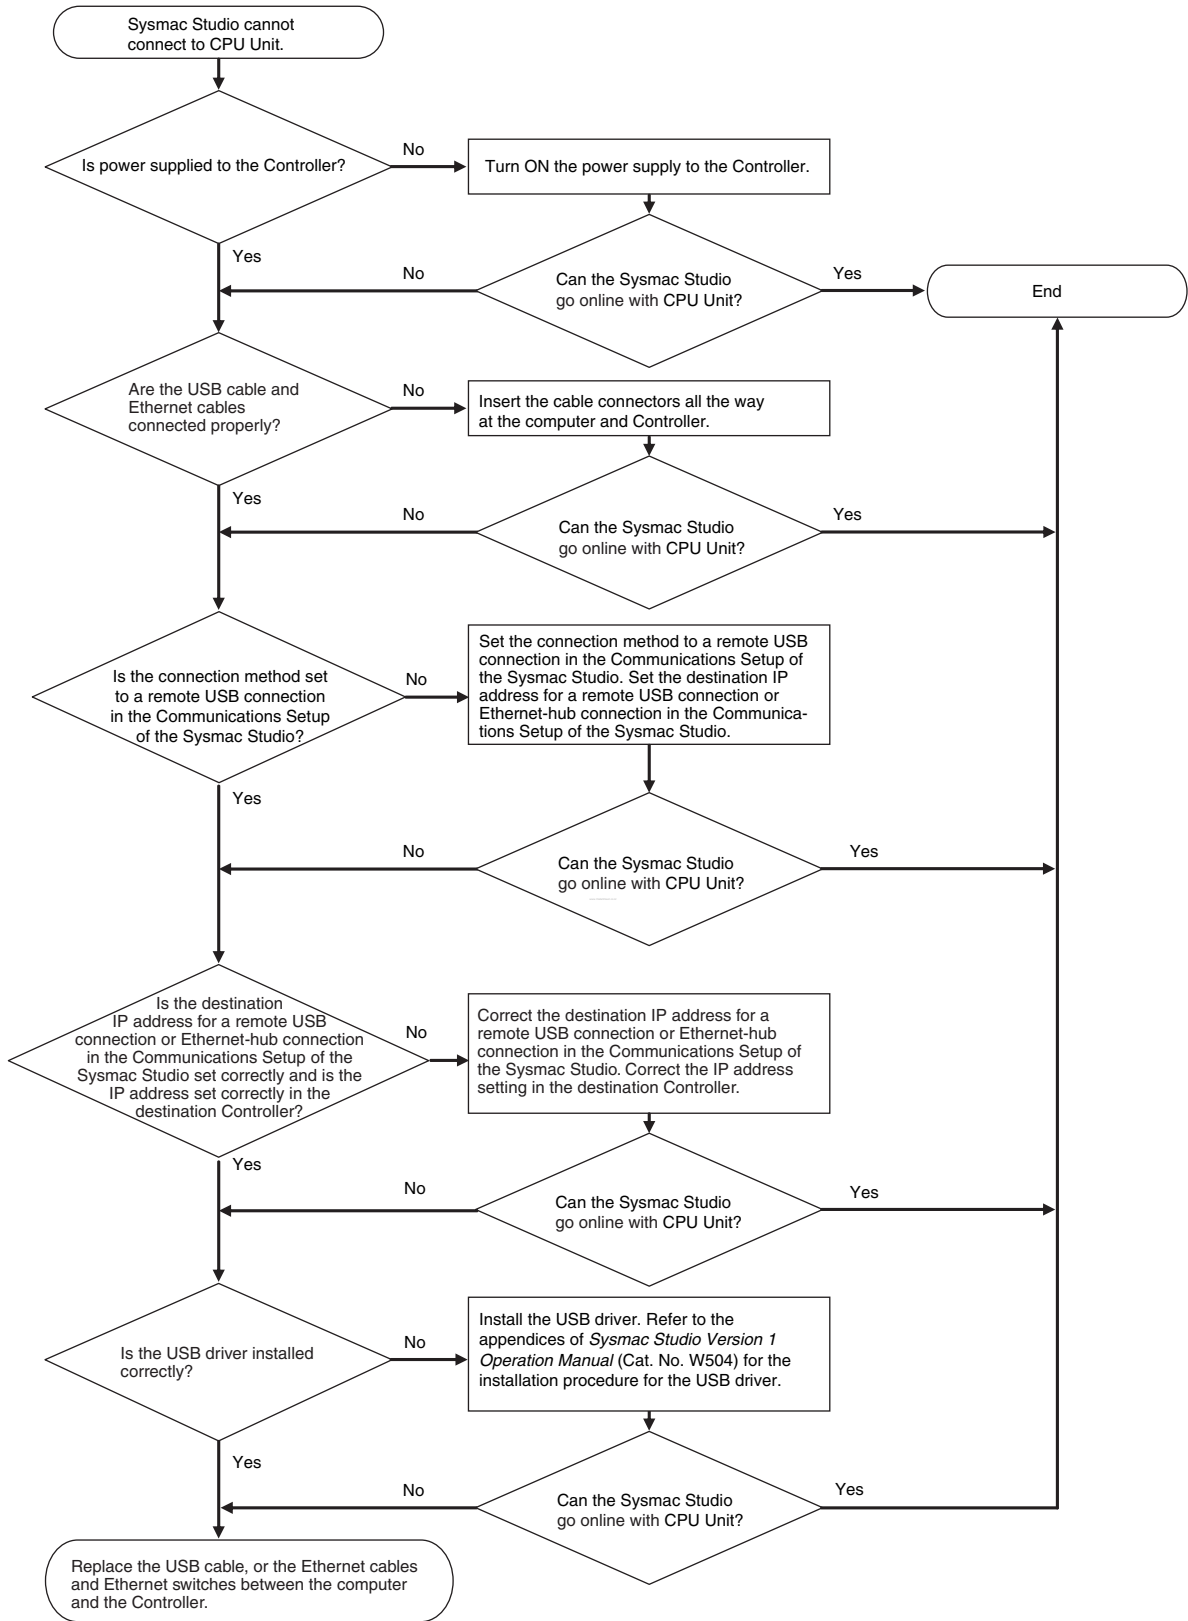 Sysmac Studio cannot
connect to CPU Unit.
Is power supplied to the Controller?
No
Turn ON the power supply to the Controller.
Yes
No
Can the Sysmac Studio
go online with CPU Unit?
Yes
End
Are the USB cable and
Ethernet cables
connected properly?
No
Insert the cable connectors all the way
at the computer and Controller.
Yes
No
Can the Sysmac Studio
go online with CPU Unit?
Yes
Is the connection method set
to a remote USB connection
in the Communications Setup
of the Sysmac Studio?
No
Set the connection method to a remote USB
connection in the Communications Setup of
the Sysmac Studio. Set the destination IP
address for a remote USB connection or
Ethernet-hub connection in the Communica-
tions Setup of the Sysmac Studio.
Yes
No
Can the Sysmac Studio
go online with CPU Unit?
Yes
Is the destination
IP address for a remote USB
connection or Ethernet-hub connection
in the Communications Setup of the
Sysmac Studio set correctly and is the
IP address set correctly in the
destination Controller?
No
Correct the destination IP address for a
remote USB connection or Ethernet-hub
connection in the Communications Setup of
the Sysmac Studio. Correct the IP address
setting in the destination Controller.
Yes
No
Can the Sysmac Studio
go online with CPU Unit?
Yes
Is the USB driver installed
correctly?
No
Install the USB driver. Refer to the
appendices of Sysmac Studio Version 1
Operation Manual (Cat. No. W504) for the
installation procedure for the USB driver.
Yes
No
Can the Sysmac Studio
go online with CPU Unit?
Yes
Replace the USB cable, or the Ethernet cables
and Ethernet switches between the computer
and the Controller.